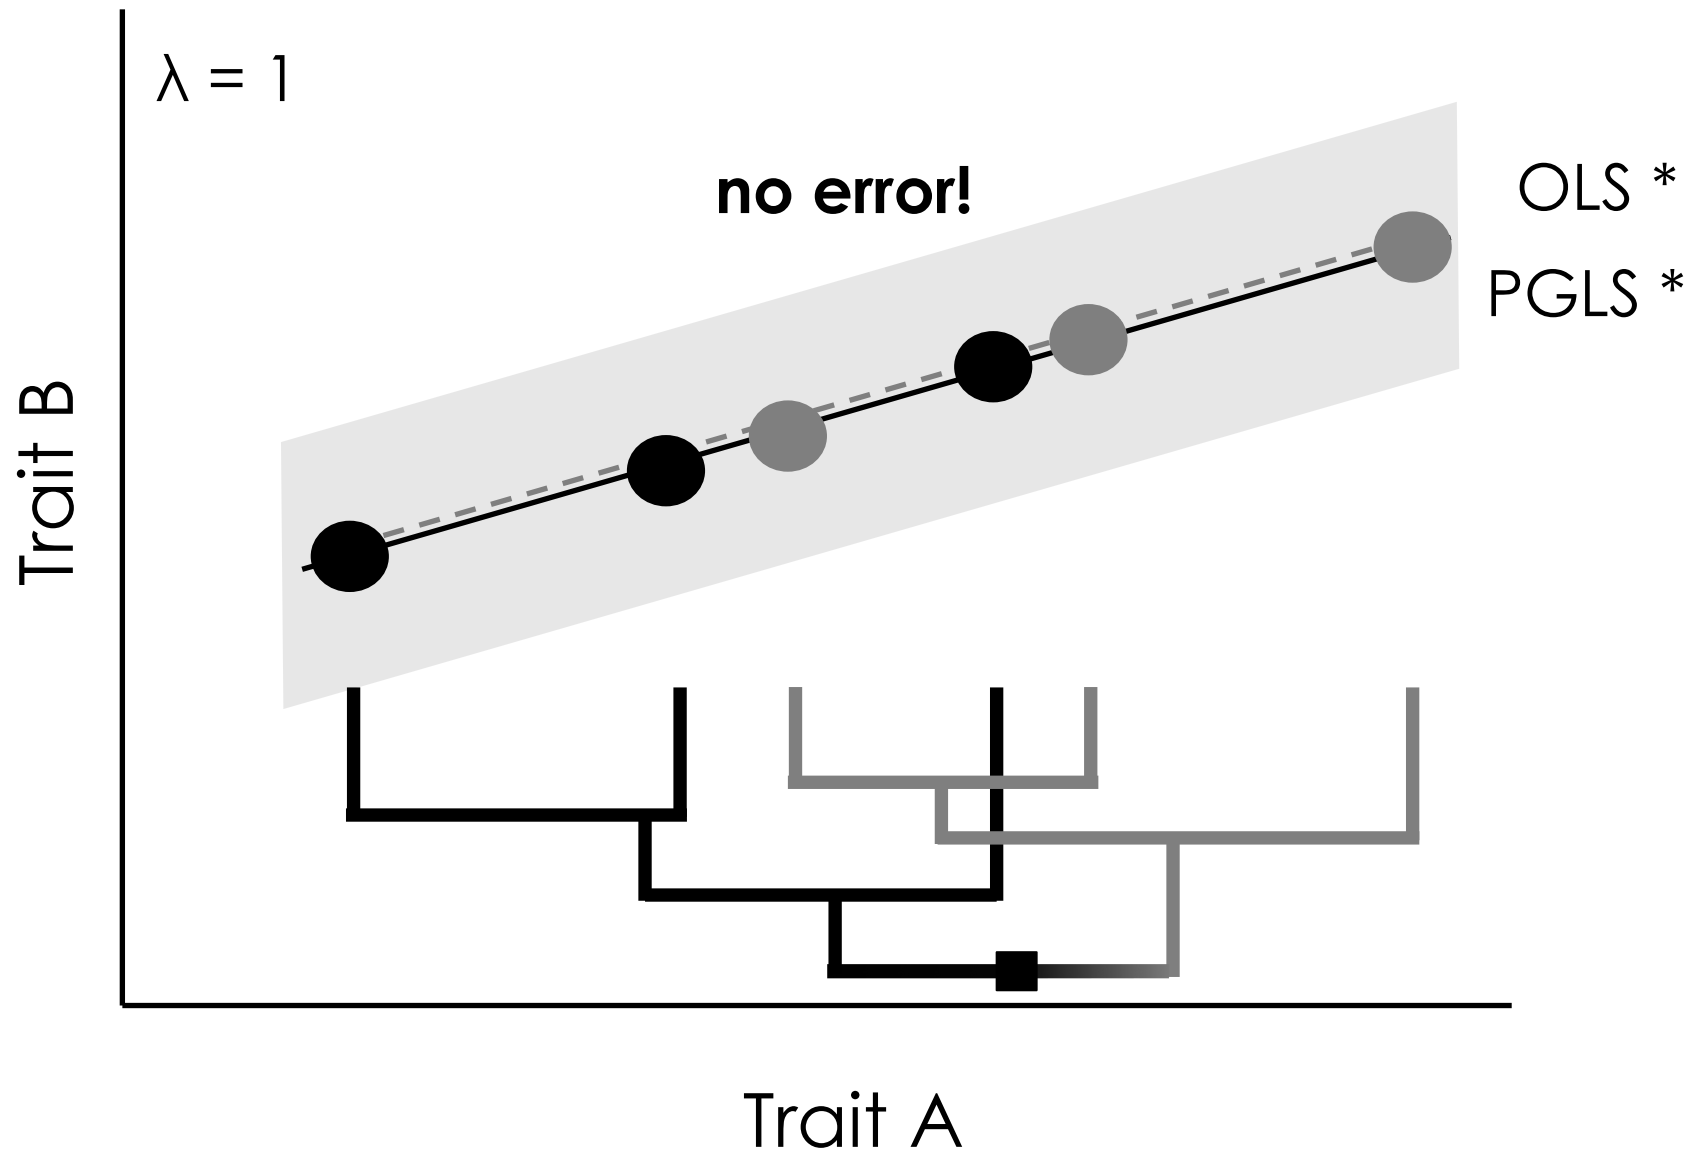 λ = 1
no error!
OLS *
PGLS *
Trait B
Trait A